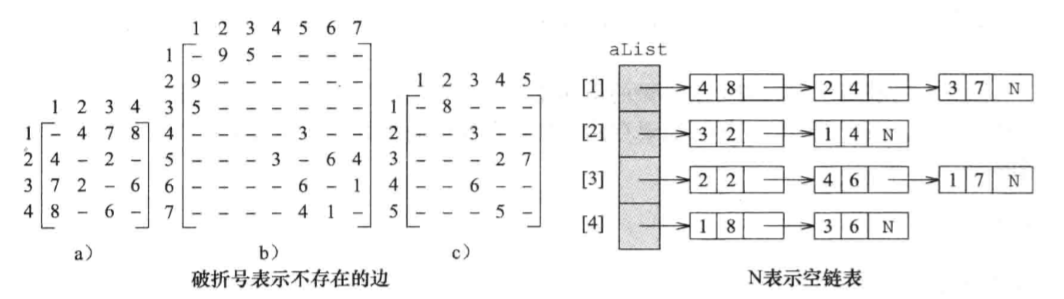 1 2 3 4
1 – 4 7 8
2 4 – 2 –
3 7 2 – 6
4 8 – 6 –
a）
1 2 3 4 5 6 7
1 – 9 5 – – – –
2 9 – – – – – –
3 5 – – – – – –
4 – – – – 3 – –
5 – – – 3 – 6 4
6 – – – – 6 – 1
7 – – – – 4 1 –
b）
1 2 3 4 5
1 – 8 – – –
2 – – 3 – –
3 – – – 2 7
4 – – 6 – –
5 – – – 5 –
c）
破折号表示不存在的边
aList
[1] 4 8 2 4 3 7 N
[2] 3 2 1 4 N
[3] 2 2 4 6 1 7 N
[4] 1 8 3 6 N
N表示空链表